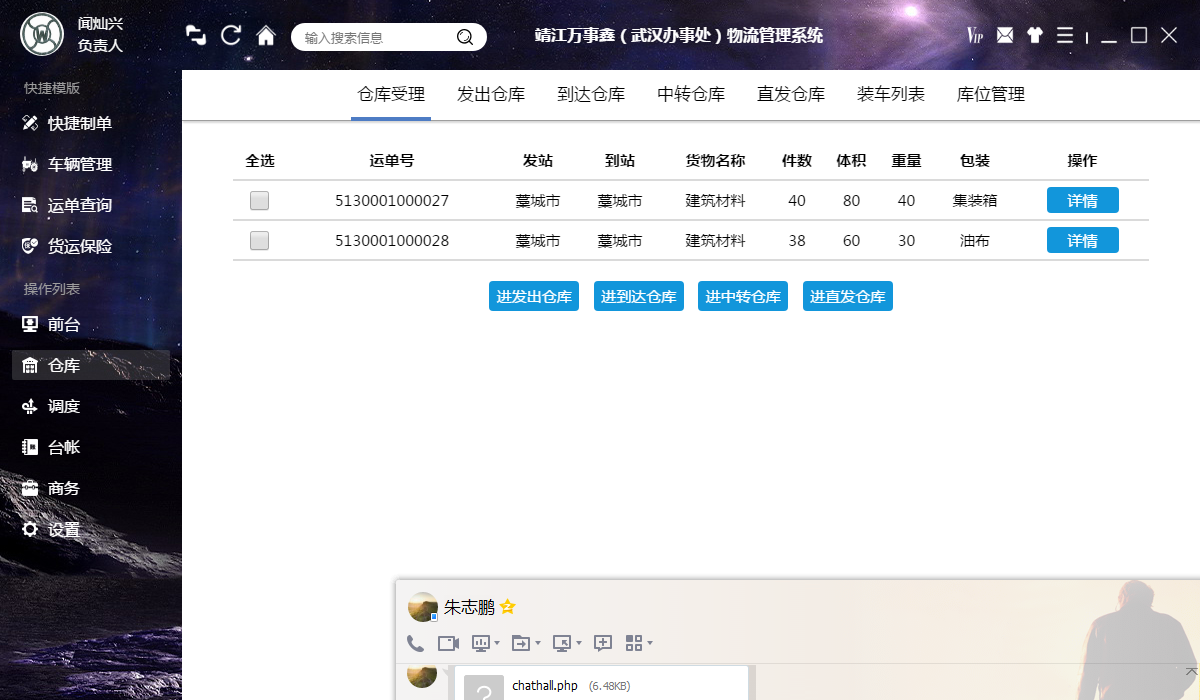 闻灿兴
负责人
输入搜索信息
靖江万事鑫（武汉办事处）物流管理系统
VIP
快捷模版
快捷制单
车辆管理
运单查询
货运保险
操作列表
前台
仓库
调度
台帐
商务
设置
仓库受理 发出仓库 到达仓库 中转仓库 直发仓库 装车列表 库位管理
全选 运单号 发站 到站 货物名称 件数 体积 重量 包装 操作
5130001000027 藁城市 藁城市 建筑材料 40 80 40 集装箱 详情
5130001000028 藁城市 藁城市 建筑材料 38 60 30 油布 详情
进发出仓库 进到达仓库 进中转仓库 进直发仓库
朱志鹏
chathall.php (6.48KB)